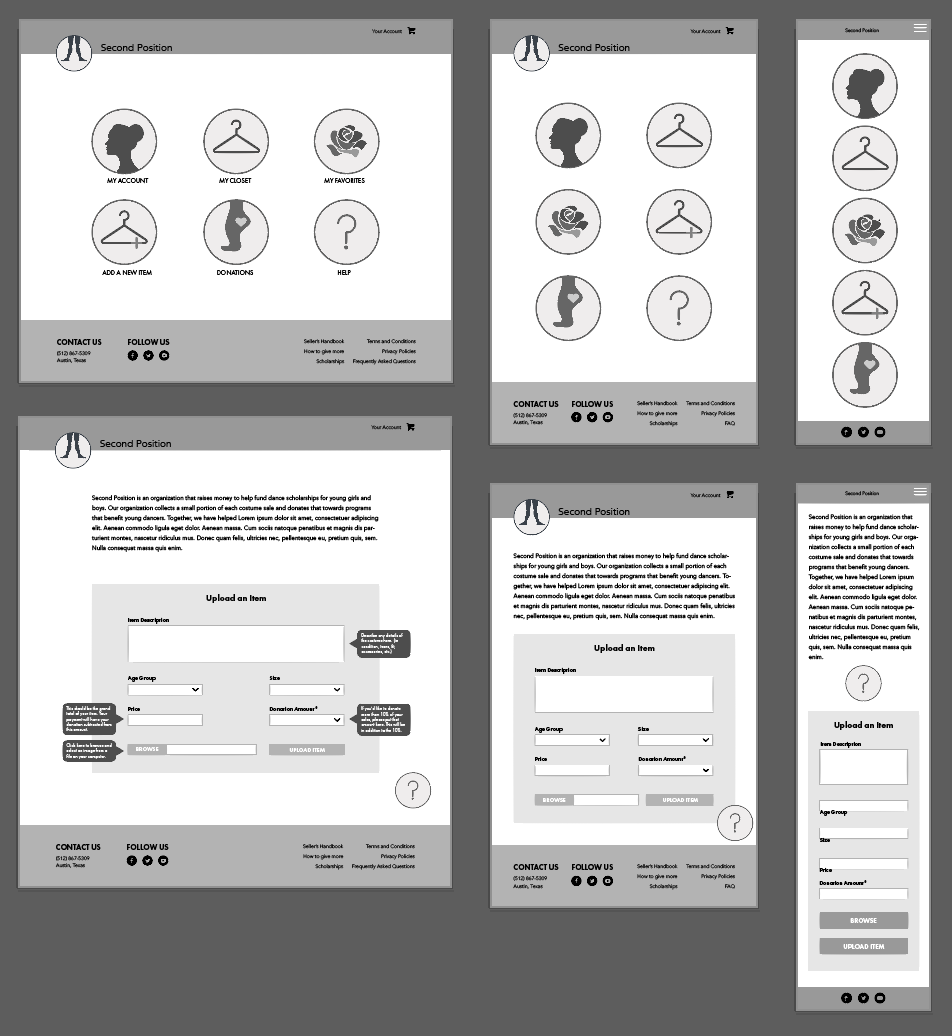 Your Account
Second Position
MY ACCOUNT
MY CLOSET
MY FAVORITES
ADD A NEW ITEM
DONATIONS
HELP
CONTACT US
(512) 867-5309
Austin, Texas
FOLLOW US
Seller's Handbook
How to give more
Scholarships
Terms and Conditions
Privacy Policies
Frequently Asked Questions
Your Account
Second Position
CONTACT US
(512) 867-5309
Austin, Texas
FOLLOW US
Seller's Handbook
How to give more
Scholarships
Terms and Conditions
Privacy Policies
FAQ
Second Position
Your Account
Second Position
Second Position is an organization that raises money to help fund dance scholarships for young girls and
boys. Our organization collects a small portion of each costume sale and donates that towards programs
that benefit young dancers. Together, we have helped Lorem ipsum dolor sit amet, consectetuer adipiscing
elit. Aenean commodo ligula eget dolor. Aenean massa. Cum sociis natoque penatibus et magnis dis par-
turient montes, nascetur ridiculus mus. Donec quam felis, ultricies nec, pellentesque eu, pretium quis, sem.
Nulla consequat massa quis enim.
Upload an Item
Item Description
Describe any details of
the costume item. (ie
condition, tears, fit,
accessories, etc.)
Age Group
Size
This should be the grand
total of your item. Your
payment will have your
donation subtracted from
this amount.
Price
Donation Amount*
If you'd like to donate
more than 10% of your
sales, please put that
amount here. This will be
in addition to the 10%.
Click here to browse and
select an image from a
file on your computer.
BROWSE
UPLOAD ITEM
CONTACT US
(512) 867-5309
Austin, Texas
FOLLOW US
Seller's Handbook
How to give more
Scholarships
Terms and Conditions
Privacy Policies
Frequently Asked Questions
Your Account
Second Position
Second Position is an organization that raises money to help fund dance scholar-
ships for young girls and boys. Our organization collects a small portion of each
costume sale and donates that towards programs that benefit young dancers. To-
gether, we have helped Lorem ipsum dolor sit amet, consectetuer adipiscing elit.
Aenean commodo ligula eget dolor. Aenean massa. Cum sociis natoque penatibus
et magnis dis parturient montes, nascetur ridiculus mus. Donec quam felis, ultricies
nec, pellentesque eu, pretium quis, sem. Nulla consequat massa quis enim.
Upload an Item
Item Description
Age Group
Size
Price
Donation Amount*
BROWSE
UPLOAD ITEM
CONTACT US
(512) 867-5309
Austin, Texas
FOLLOW US
Seller's Handbook
How to give more
Scholarships
Terms and Conditions
Privacy Policies
FAQ
Second Position
Second Position is an organization that
raises money to help fund dance scholar-
ships for young girls and boys. Our orga-
nization collects a small portion of each
costume sale and donates that towards
programs that benefit young dancers.
Together, we have helped Lorem ipsum
dolor sit amet, consectetuer adipiscing
elit. Aenean commodo ligula eget dolor.
Aenean massa. Cum sociis natoque pe-
natibus et magnis dis parturient montes,
nascetur ridiculus mus. Donec quam felis,
ultricies nec, pellentesque eu, pretium
quis, sem. Nulla consequat massa quis
enim.
Upload an Item
Item Description
Age Group
Size
Price
Donation Amount*
BROWSE
UPLOAD ITEM